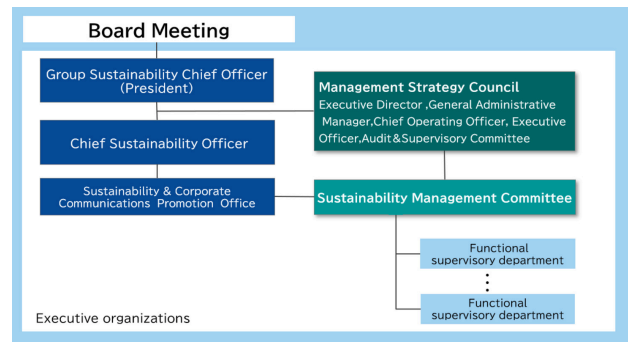 Board Meeting
Group Sustainability Chief Officer
(President)
Chief Sustainability Officer
Sustainability & Corporate
Communications Promotion Office
Management Strategy Council
Executive Director ,General Administrative
Manager,Chief Operating Officer, Executive
Officer,Audit&Supervisory Committee
Sustainability Management Committee
Functional
supervisory department
Functional
supervisory department
Executive organizations